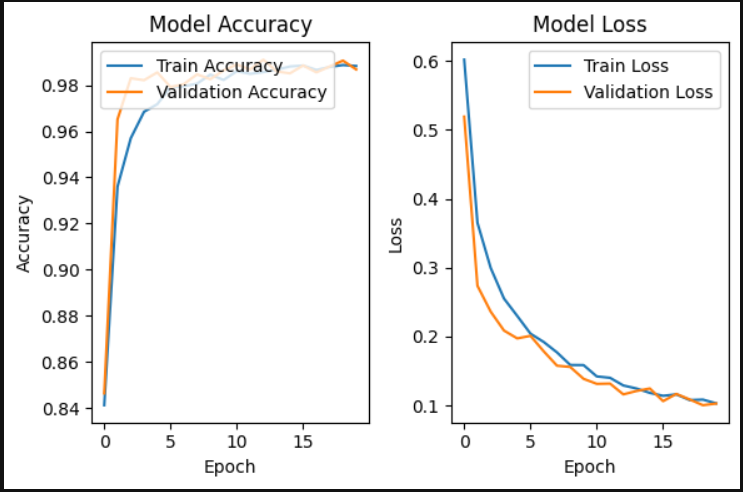 Model Accuracy
Train Accuracy
Validation Accuracy
0.98
0.96
0.94
0.92
0.90
0.88
0.86
0.84
Accuracy
0
5
10
15
Epoch
Model Loss
Train Loss
Validation Loss
0.6
0.5
0.4
0.3
0.2
0.1
Loss
0
5
10
15
Epoch